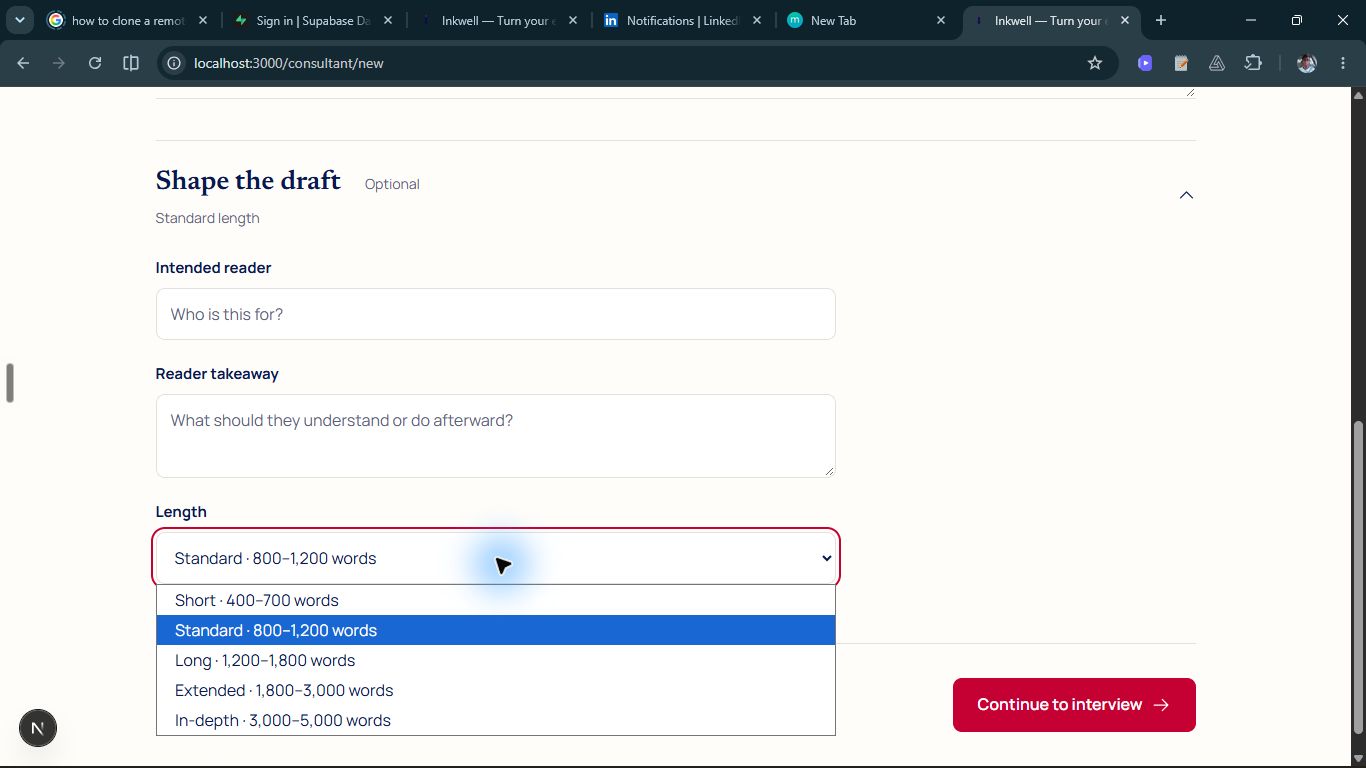 how to clone a remot
Sign in | Supabase Da
Inkwell — Turn your e
Notifications | LinkedI
New Tab
Inkwell — Turn your e
localhost:3000/consultant/new
Shape the draft Optional
Standard length
Intended reader
Who is this for?
Reader takeaway
What should they understand or do afterward?
Length
Standard · 800–1,200 words
Short · 400–700 words
Standard · 800–1,200 words
Long · 1,200–1,800 words
Extended · 1,800–3,000 words
In-depth · 3,000–5,000 words
Continue to interview →
N